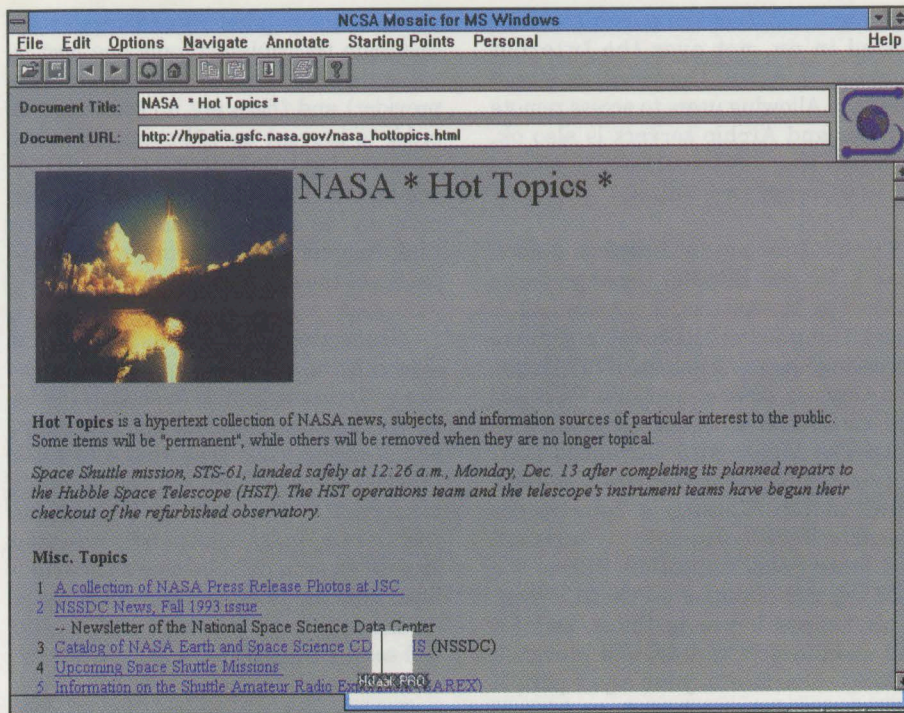 NCSA Mosaic for MS Windows
File Edit Options Navigate Annotate Starting Points Personal Help
Document Title: NASA * Hot Topics *
Document URL: http://hypatia.gsfc.nasa.gov/nasa_hottopics.html
NASA * Hot Topics *
Hot Topics is a hypertext collection of NASA news, subjects, and information sources of particular interest to the public.
Some items will be "permanent", while others will be removed when they are no longer topical.
Space Shuttle mission, STS-61, landed safely at 12:26 a.m., Monday, Dec. 13 after completing its planned repairs to
the Hubble Space Telescope (HST). The HST operations team and the telescope's instrument teams have begun their
checkout of the refurbished observatory.
Misc. Topics
1 A collection of NASA Press Release Photos at JSC
2 NSSDC News, Fall 1993 issue
-- Newsletter of the National Space Science Data Center
3 Catalog of NASA Earth and Space Science (NSSDC)
4 Upcoming Space Shuttle Missions
5 Information on the Shuttle Amateur Radio